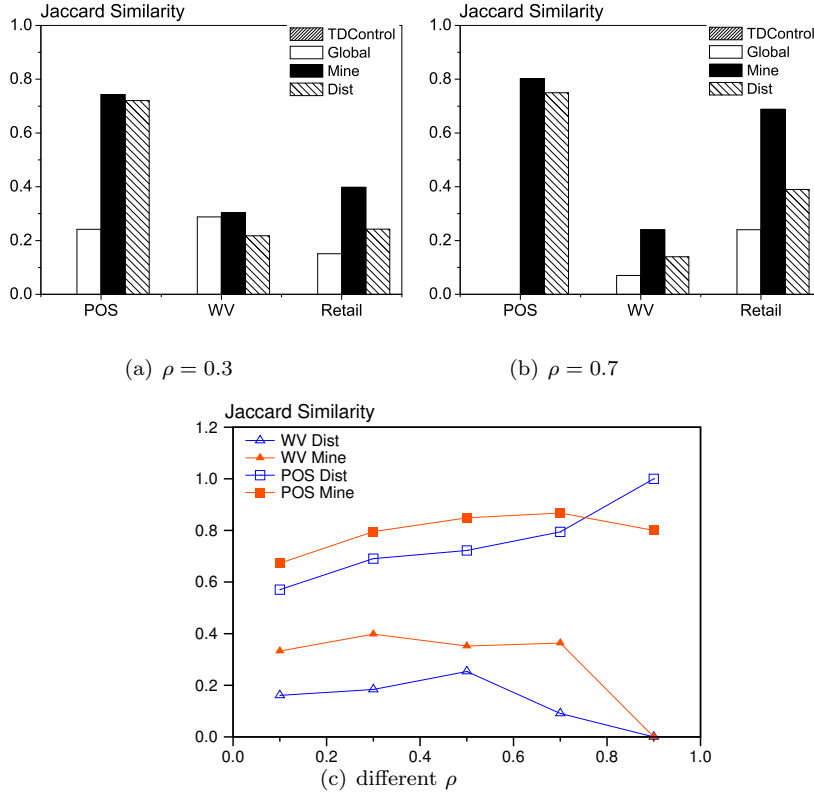 Jaccard Similarity
TDControl
Global
Mine
Dist
1.0
0.8
0.6
0.4
0.2
0.0
POS WV Retail
(a) ρ = 0.3
Jaccard Similarity
TDControl
Global
Mine
Dist
1.0
0.8
0.6
0.4
0.2
0.0
POS WV Retail
(b) ρ = 0.7
Jaccard Similarity
WV Dist
WV Mine
POS Dist
POS Mine
1.2
1.0
0.8
0.6
0.4
0.2
0.0
0.0 0.2 0.4 0.6 0.8 1.0
(c) different ρ